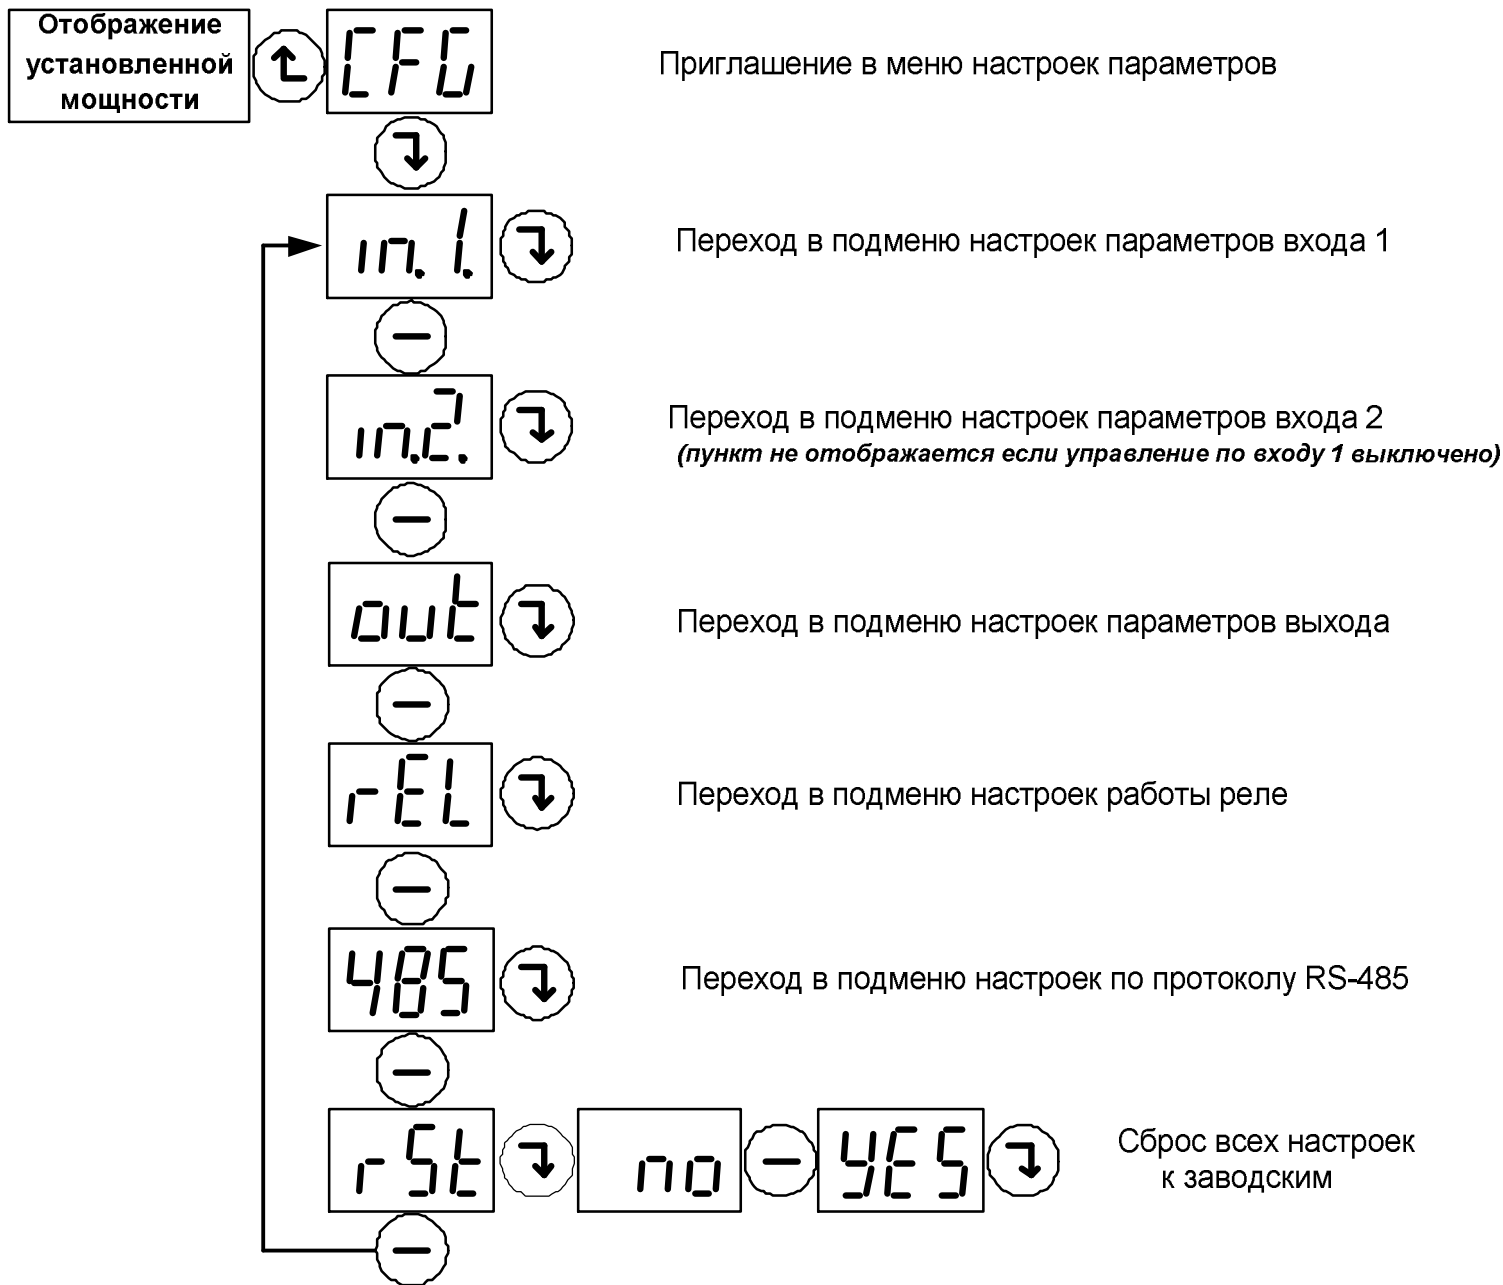 Отображение
установленной
мощности
CFG
Приглашение в меню настроек параметров
in.1.
Переход в подменю настроек параметров входа 1
in.2.
Переход в подменю настроек параметров входа 2
(пункт не отображается если управление по входу 1 выключено)
out
Переход в подменю настроек параметров выхода
rEL
Переход в подменю настроек работы реле
485
Переход в подменю настроек по протоколу RS-485
rSt
no
YES
Сброс всех настроек
к заводским